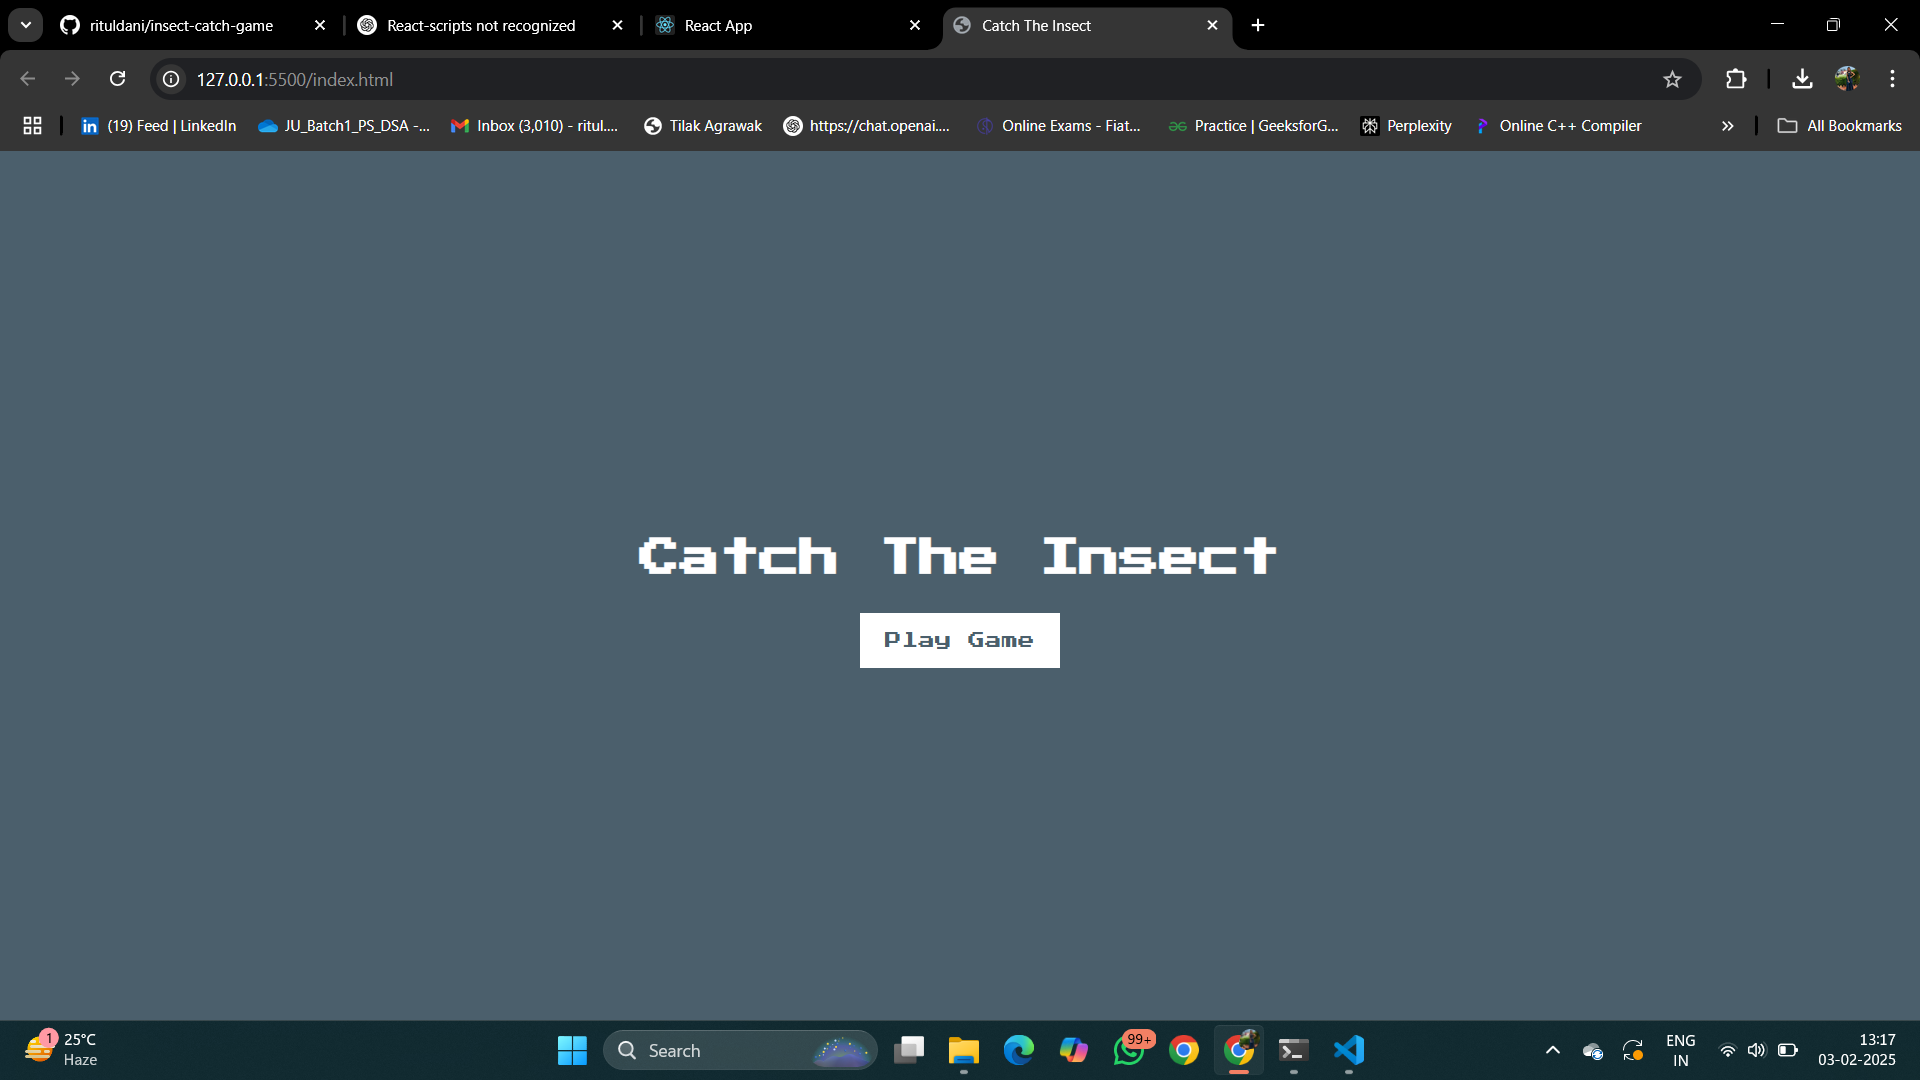 rituldani/insect-catch-game
React-scripts not recognized
React App
Catch The Insect
127.0.0.1:5500/index.html
(19) Feed | LinkedIn
JU_Batch1_PS_DSA -...
Inbox (3,010) - ritul....
Tilak Agrawak
https://chat.openai....
Online Exams - Fiat...
Practice | GeeksforG...
Perplexity
Online C++ Compiler
All Bookmarks
Catch The Insect
Play Game
1
25°C
Haze
Search
99+
ENG
IN
13:17
03-02-2025